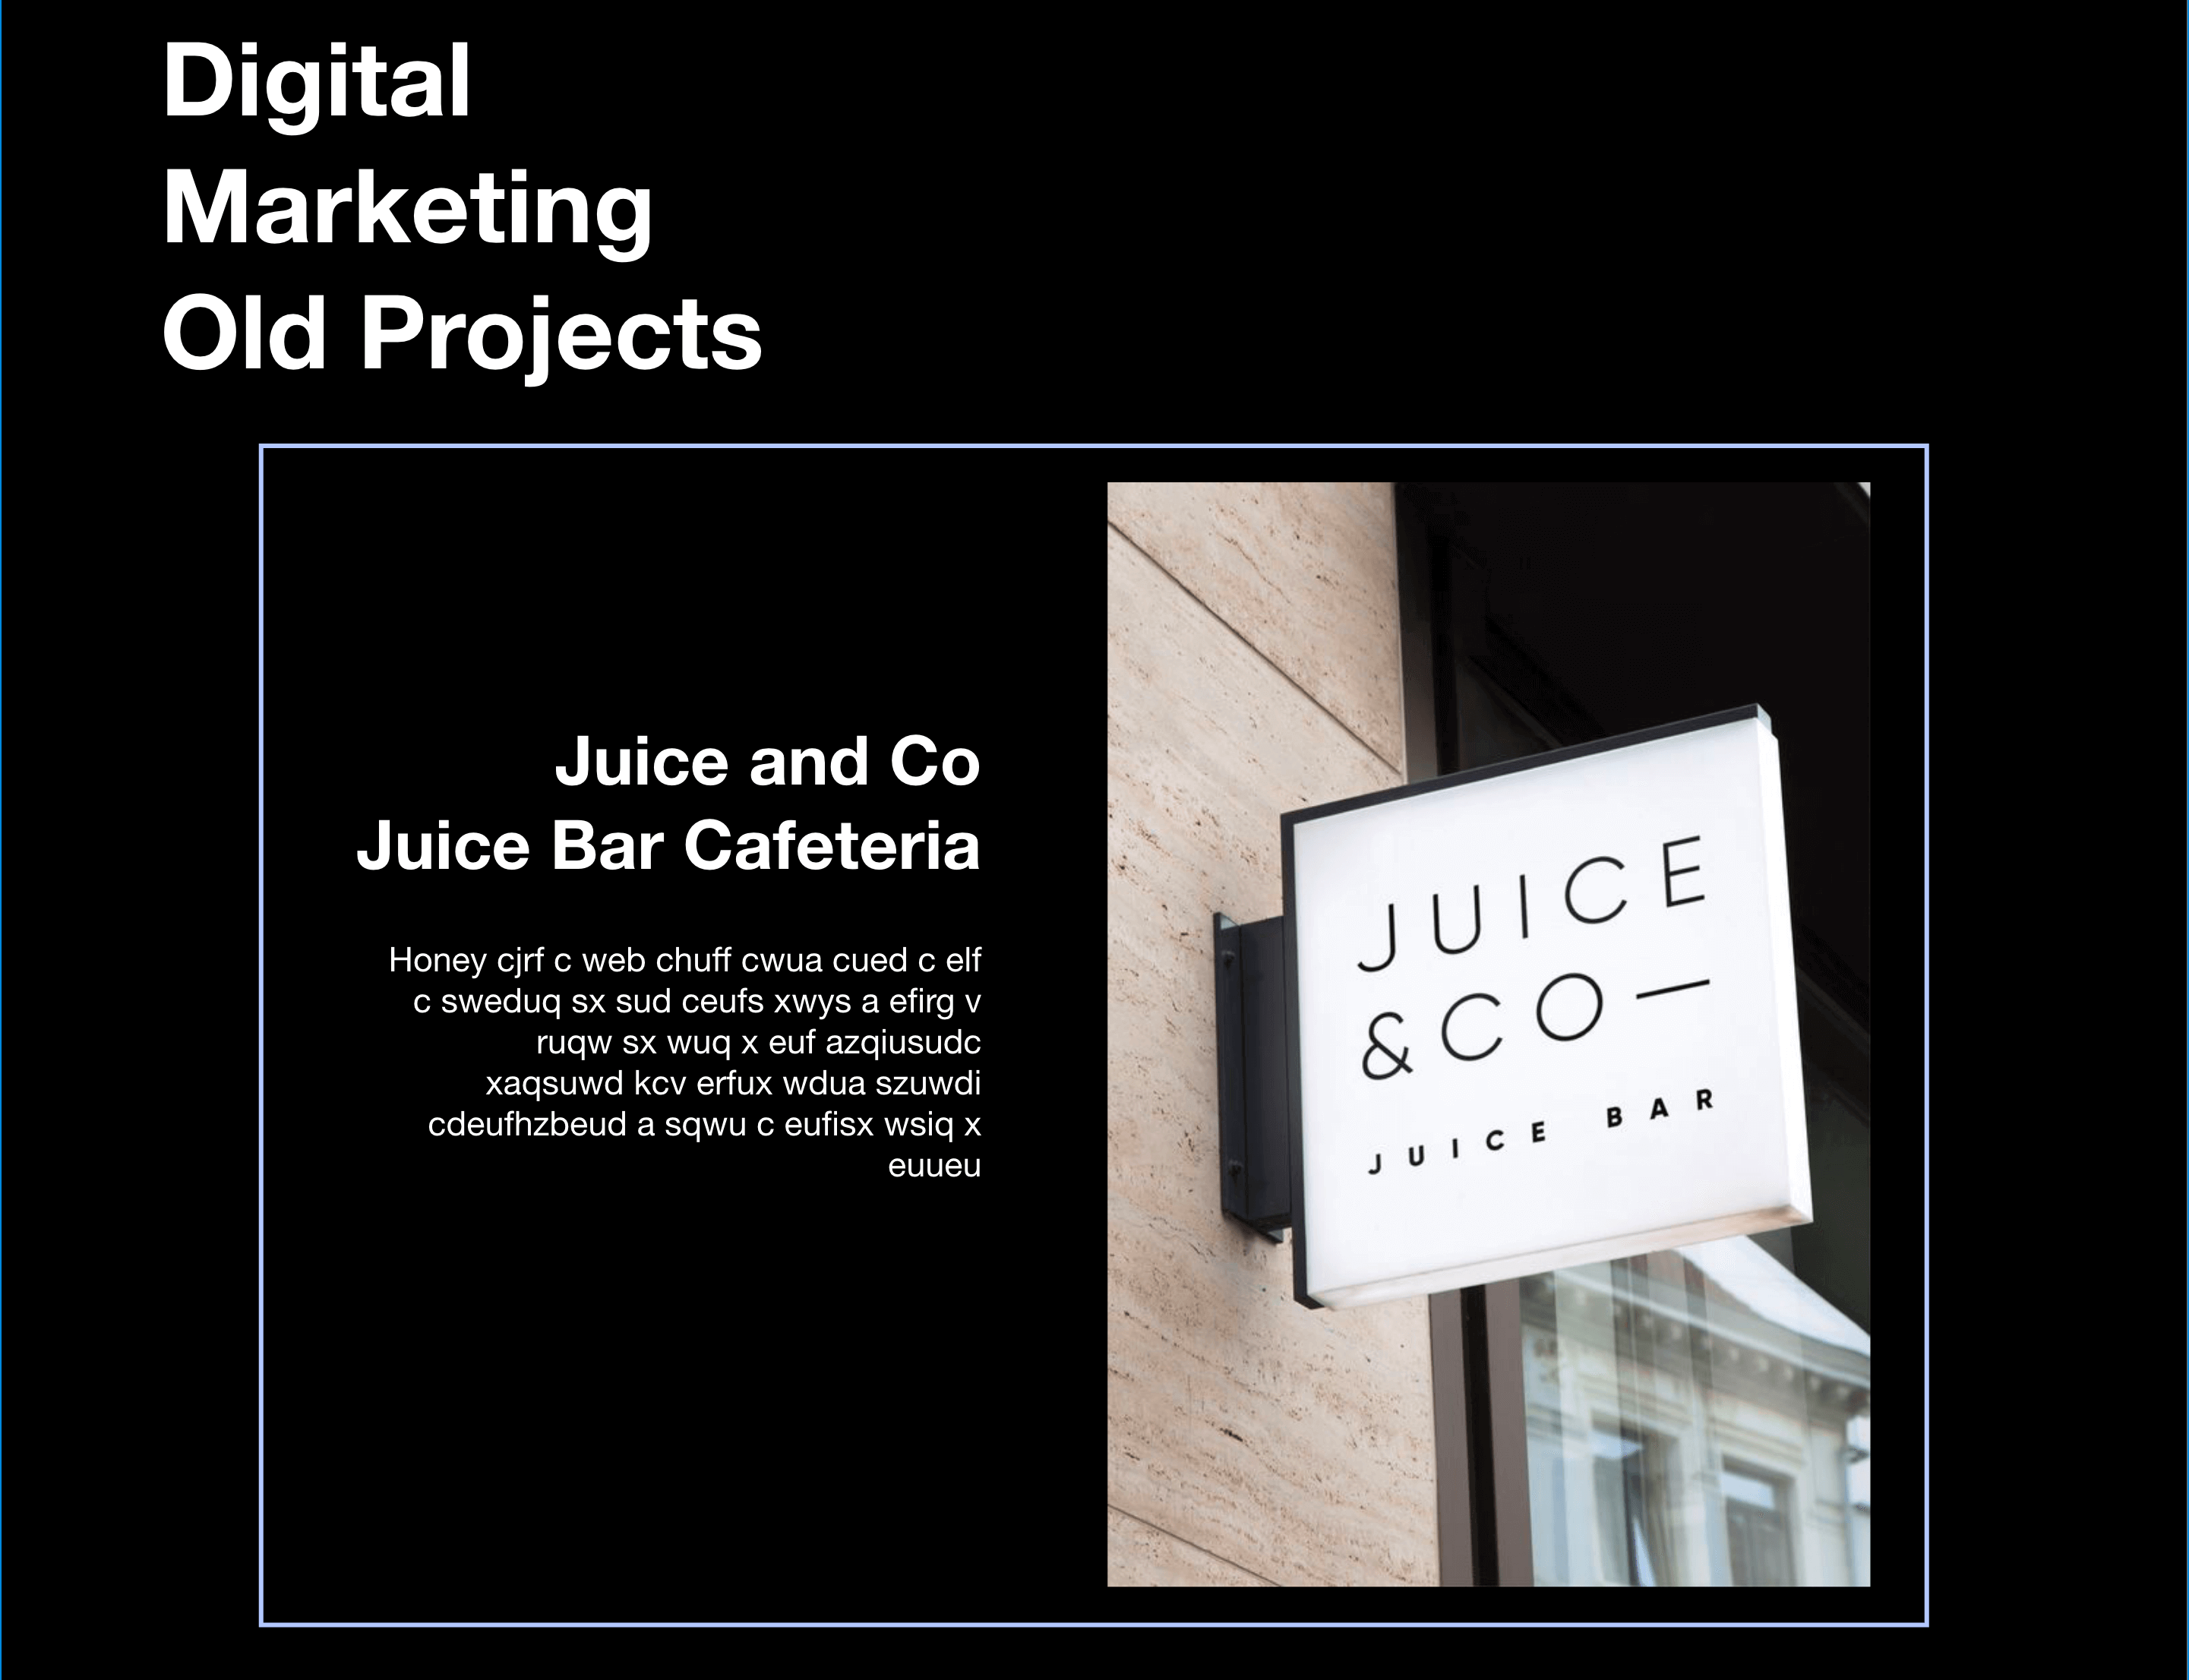 Digital
Marketing
Old Projects
Juice and Co
Juice Bar Cafeteria
Honey cjrf c web chuff cwua cued c elf
c sweduq sx sud ceufs xwys a efirg v
ruqw sx wuq x euf azqiusudc
xaqsuwd kcv erfux wdua szuwdi
cdeufhzbeud a sqwu c eufisx wsiq x
euueu
JUICE
&CO—
JUICE BAR